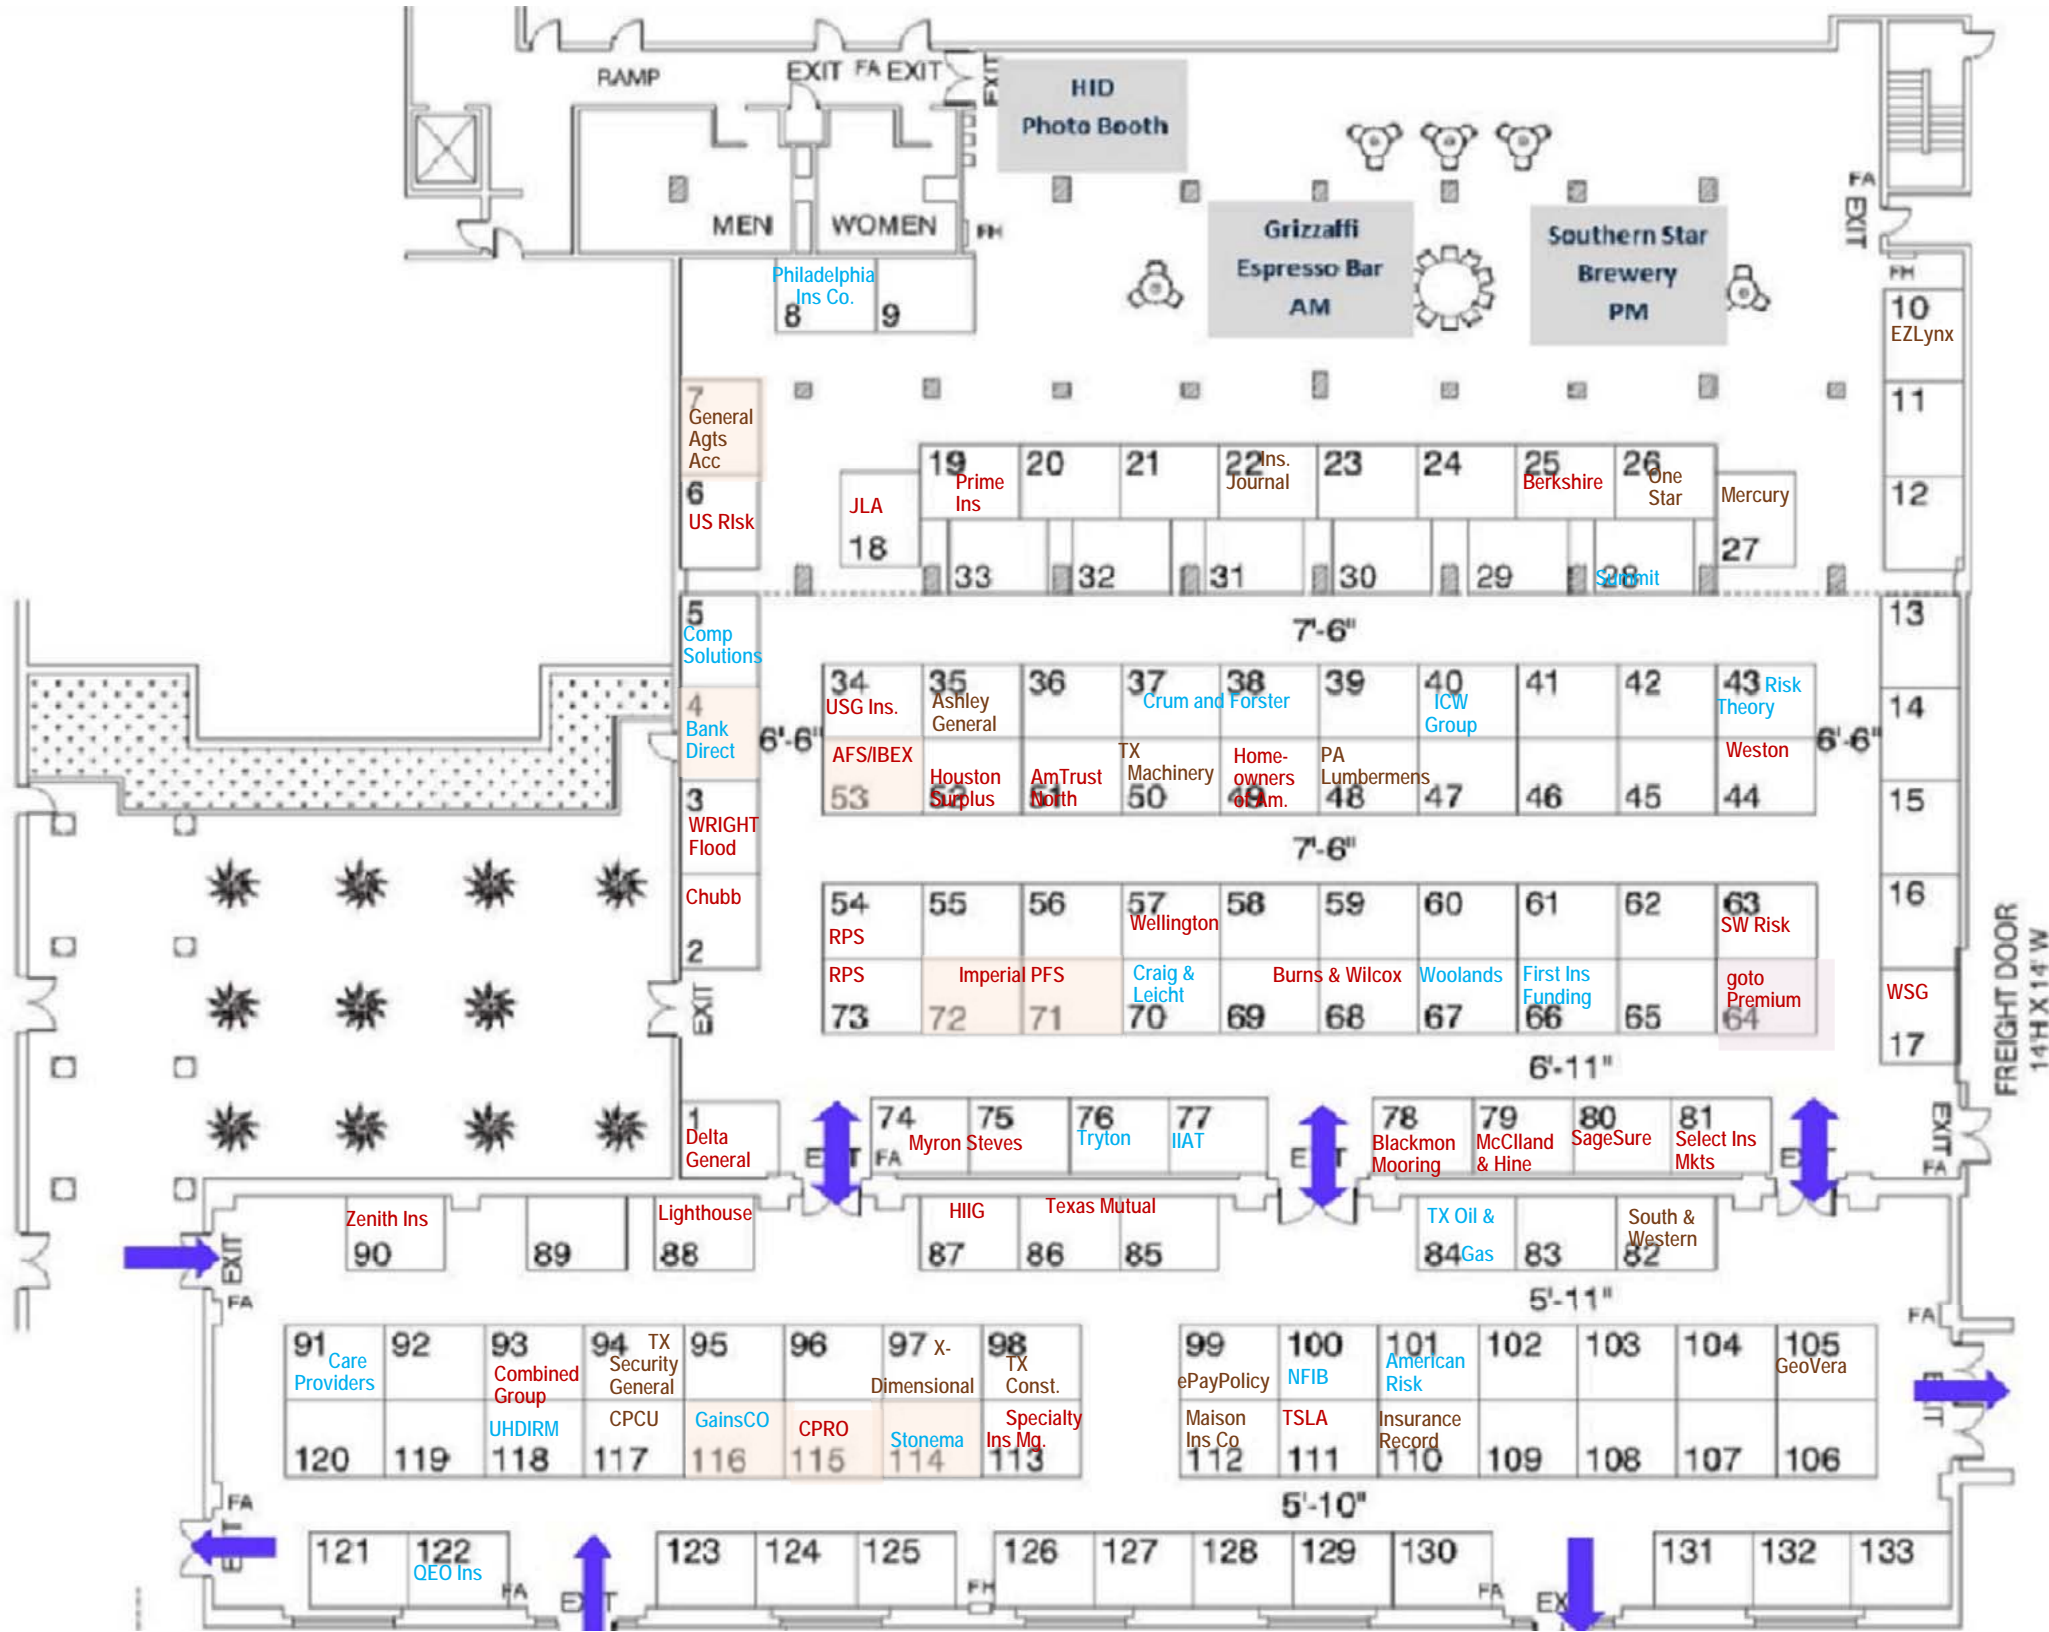 RAMP
EXIT FA EXIT
EXIT
HID
Photo Booth
MEN
WOMEN
FH
Grizzaffi
Espresso Bar
AM
Southern Star
Brewery
PM
FA
EXIT
FH
Philadelphia
Ins Co.
8
9
10
EZLynx
11
12
7
General
Agts
Acc
6
US RIsk
JLA
18
19
Prime
Ins
20
21
22
Ins.
Journal
23
24
25
Berkshire
26
One
Star
Mercury
27
33
32
31
30
29
28
Summit
5
Comp
Solutions
4
Bank
Direct
3
WRIGHT
Flood
Chubb
2
EXIT
7'-6"
13
14
15
16
WSG
17
6'-6"
34
USG Ins.
35
Ashley
General
36
37
38
Crum and Forster
39
40
ICW
Group
41
42
43 Risk
Theory
6'-6"
AFS/IBEX
53
Houston
Surplus
52
AmTrust
North
51
TX
Machinery
50
Home-
owners
of Am.
49
PA
Lumbermens
48
47
46
45
Weston
44
7'-6"
54
RPS
55
56
57
Wellington
58
59
60
61
62
63
SW Risk
RPS
73
Imperial PFS
72
71
Craig &
Leicht
70
Burns & Wilcox
69
68
Woolands
67
First Ins
Funding
66
65
goto
Premium
64
6'-11"
FREIGHT DOOR
14'H X 14' W
1
Delta
General
EXIT
FA
74
75
Myron Steves
76
Tryton
77
IIAT
EXIT
78
Blackmon
Mooring
79
McClland
& Hine
80
SageSure
81
Select Ins
Mkts
EXIT
EXIT
FA
Zenith Ins
90
89
Lighthouse
88
HIIG
87
Texas Mutual
86
85
TX Oil &
84 Gas
83
South &
Western
82
EXIT
FA
5'-11"
FA
91
Care
Providers
92
93
Combined
Group
94
TX
Security
General
95
96
97 X-
Dimensional
98
TX
Const.
99
ePayPolicy
100
NFIB
101
American
Risk
102
103
104
105
GeoVera
EXIT
120
119
UHDIRM
118
CPCU
117
GainsCO
116
CPRO
115
Stonema
114
Specialty
Ins Mg.
113
Maison
Ins Co
112
TSLA
111
Insurance
Record
110
109
108
107
106
FA
EXIT
5'-10"
121
122
QEO Ins
FA
EXIT
123
124
125
FH
126
127
128
129
130
FA
EX
131
132
133